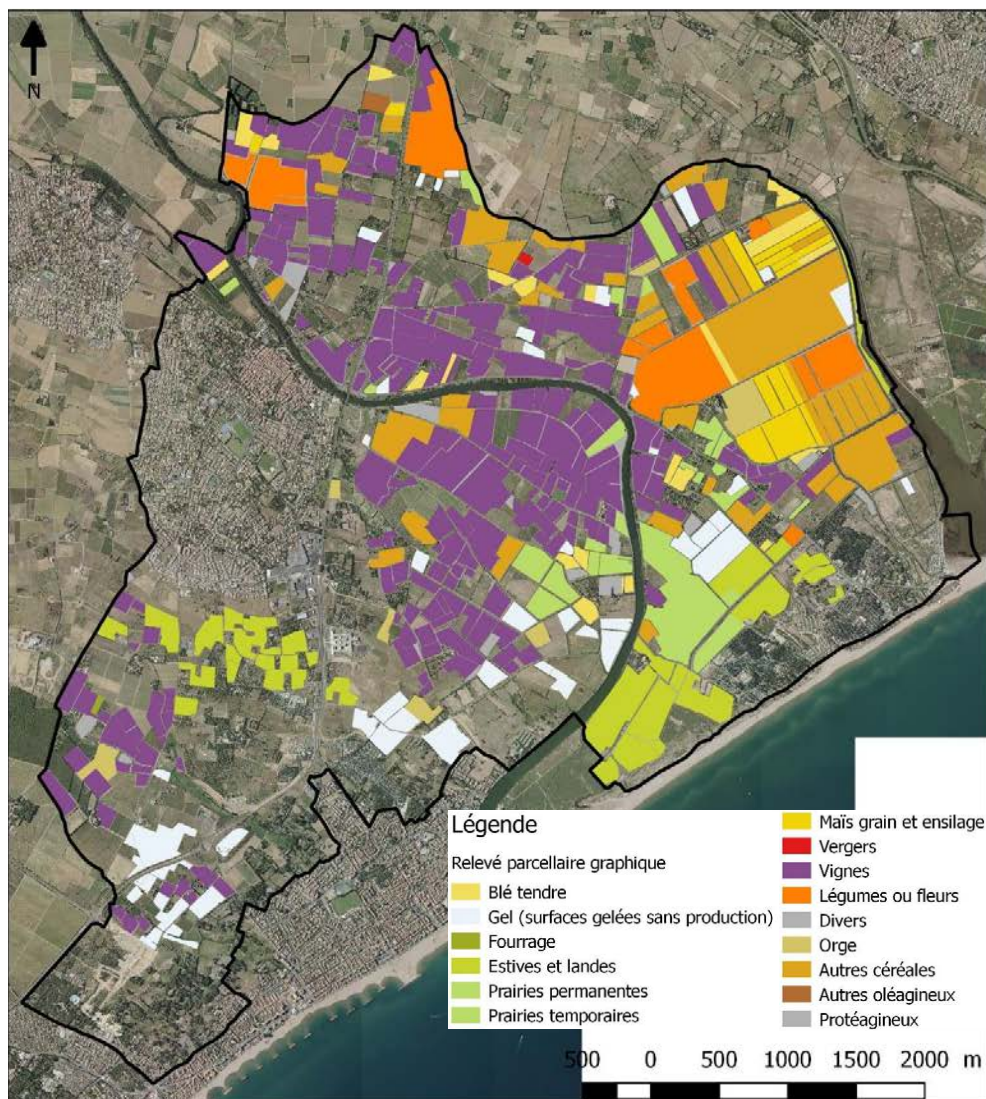 N
Légende
Relevé parcellaire graphique
Blé tendre
Gel (surfaces gelées sans production)
Fourrage
Estives et landes
Prairies permanentes
Prairies temporaires
Maïs grain et ensilage
Vergers
Vignes
Légumes ou fleurs
Divers
Orge
Autres céréales
Autres oléagineux
Protéagineux
500 0 500 1000 1500 2000 m